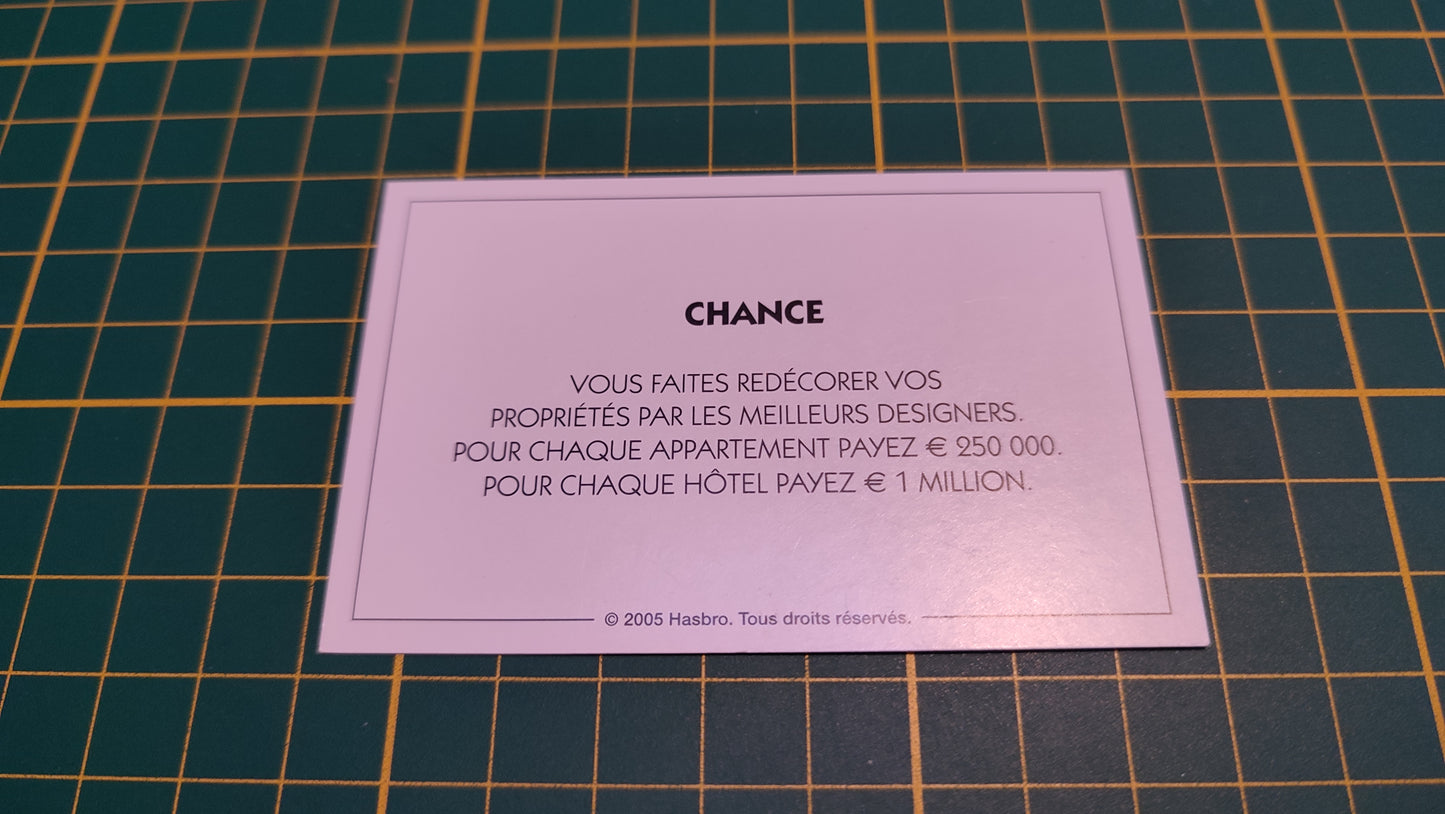 CHANCE
VOUS FAITES REDÉCORER VOS
PROPRIÉTÉS PAR LES MEILLEURS DESIGNERS.
POUR CHAQUE APPARTEMENT PAYEZ € 250 000.
POUR CHAQUE HÔTEL PAYEZ € 1 MILLION.
© 2005 Hasbro. Tous droits réservés.